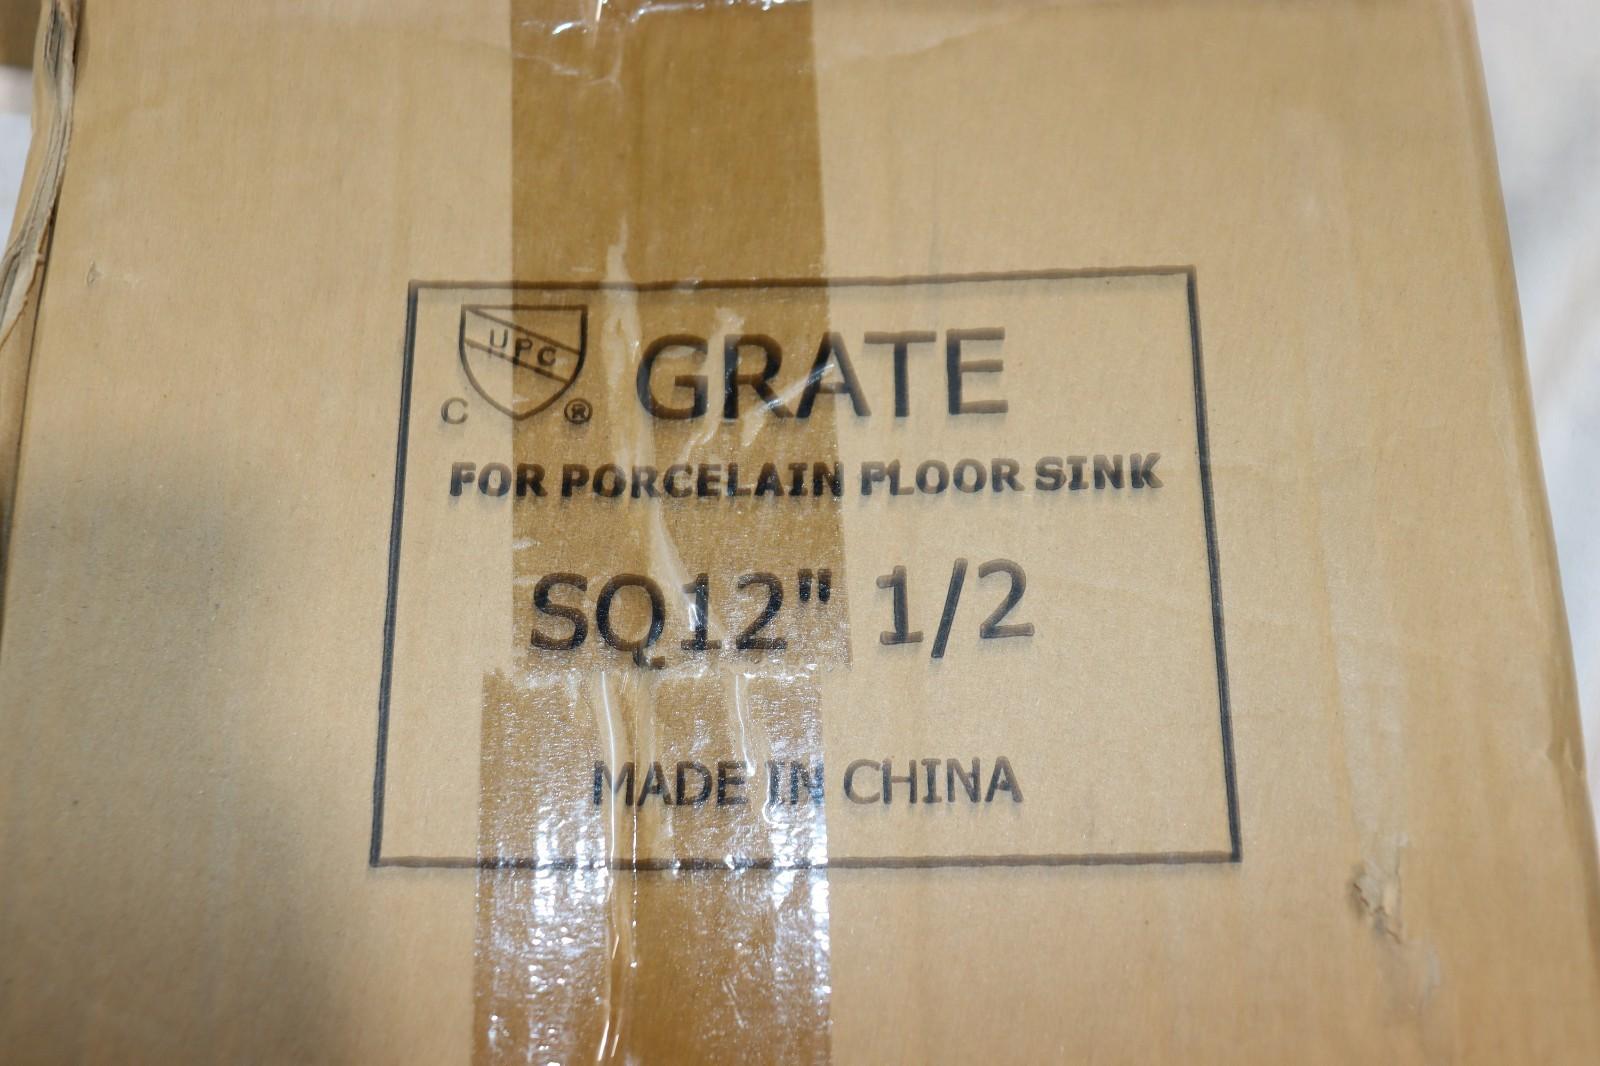 UPC
C ® GRATE
FOR PORCELAIN FLOOR SINK
SQ12" 1/2
MADE IN CHINA